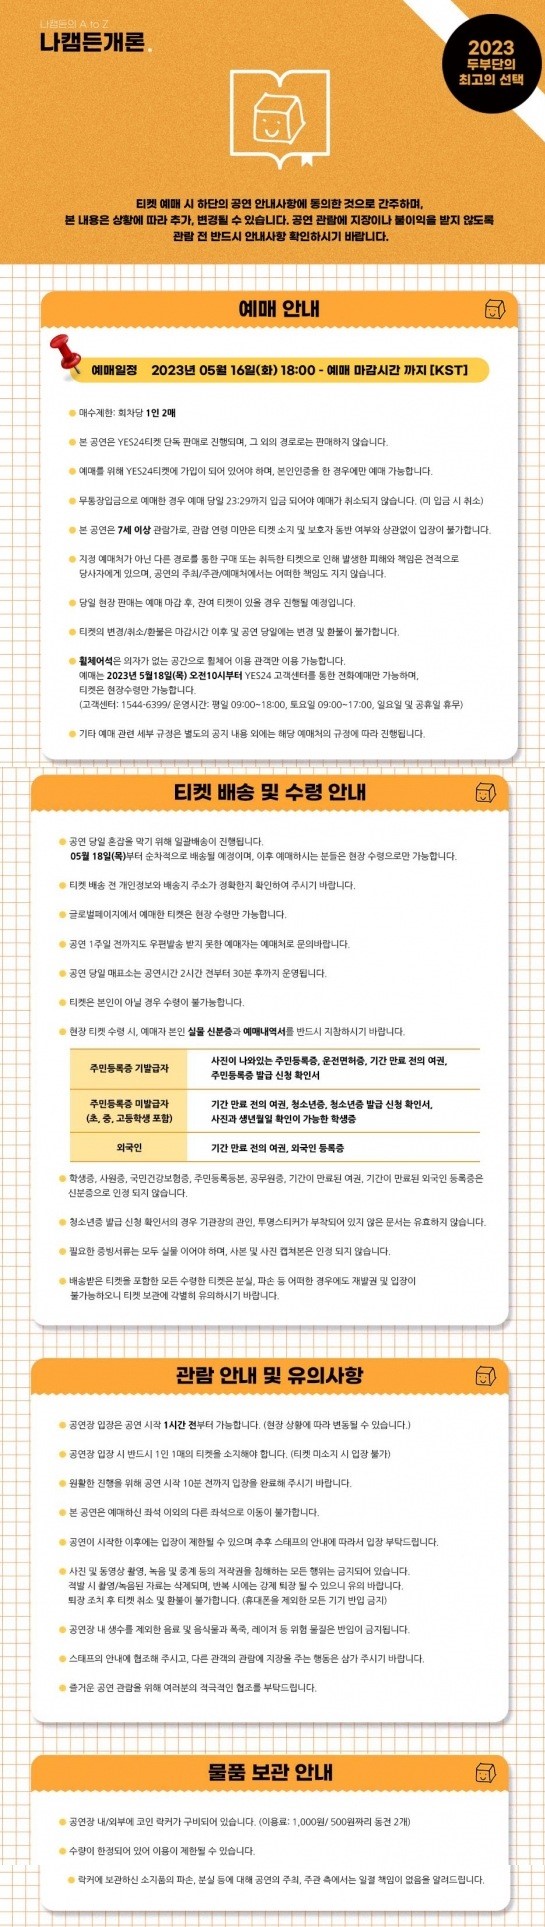 나캠든의 A to Z
나캠든개론.
2023
두부단의
최고의 선택
티켓 예매 시 하단의 공연 안내사항에 동의한 것으로 간주하며,
본 내용은 상황에 따라 추가, 변경될 수 있습니다. 공연 관람에 지장이나 불이익을 받지 않도록
관람 전 반드시 안내사항 확인하시기 바랍니다.
예매 안내
예매일정 2023년 05월 16일(화) 18:00 - 예매 마감시간 까지 [KST]
매수제한: 회차당 1인 2매
본 공연은 YES24티켓 단독 판매로 진행되며, 그 외의 경로로는 판매하지 않습니다.
예매를 위해 YES24티켓에 가입이 되어 있어야 하며, 본인인증을 한 경우에만 예매 가능합니다.
무통장입금으로 예매한 경우 예매 당일 23:29까지 입금 되어야 예매가 취소되지 않습니다. (미 입금 시 취소)
본 공연은 7세 이상 관람가로, 관람 연령 미만은 티켓 소지 및 보호자 동반 여부와 상관없이 입장이 불가합니다.
지정 예매처가 아닌 다른 경로를 통한 구매 또는 취득한 티켓으로 인해 발생한 피해와 책임은 전적으로
당사자에게 있으며, 공연의 주최/주관/예매처에서는 어떠한 책임도 지지 않습니다.
당일 현장 판매는 예매 마감 후, 잔여 티켓이 있을 경우 진행될 예정입니다.
티켓의 변경/취소/환불은 마감시간 이후 및 공연 당일에는 변경 및 환불이 불가합니다.
휠체어석은 의자가 없는 공간으로 휠체어 이용 관객만 이용 가능합니다.
예매는 2023년 5월18일(목) 오전10시부터 YES24 고객센터를 통한 전화예매만 가능하며,
티켓은 현장수령만 가능합니다.
(고객센터: 1544-6399/ 운영시간: 평일 09:00~18:00, 토요일 09:00~17:00, 일요일 및 공휴일 휴무)
기타 예매 관련 세부 규정은 별도의 공지 내용 외에는 해당 예매처의 규정에 따라 진행됩니다.
티켓 배송 및 수령 안내
공연 당일 혼잡을 막기 위해 일괄배송이 진행됩니다.
05월 18일(목)부터 순차적으로 배송될 예정이며, 이후 예매하시는 분들은 현장 수령으로만 가능합니다.
티켓 배송 전 개인정보와 배송지 주소가 정확한지 확인하여 주시기 바랍니다.
글로벌페이지에서 예매한 티켓은 현장 수령만 가능합니다.
공연 1주일 전까지도 우편발송 받지 못한 예매자는 예매처로 문의바랍니다.
공연 당일 매표소는 공연시간 2시간 전부터 30분 후까지 운영됩니다.
티켓은 본인이 아닐 경우 수령이 불가능합니다.
현장 티켓 수령 시, 예매자 본인 실물 신분증과 예매내역서를 반드시 지참하시기 바랍니다.
주민등록증 기발급자
사진이 나와있는 주민등록증, 운전면허증, 기간 만료 전의 여권,
주민등록증 발급 신청 확인서
주민등록증 미발급자
(초, 중, 고등학생 포함)
기간 만료 전의 여권, 청소년증, 청소년증 발급 신청 확인서,
사진과 생년월일 확인이 가능한 학생증
외국인
기간 만료 전의 여권, 외국인 등록증
학생증, 사원증, 국민건강보험증, 주민등록등본, 공무원증, 기간이 만료된 여권, 기간이 만료된 외국인 등록증은
신분증으로 인정 되지 않습니다.
청소년증 발급 신청 확인서의 경우 기관장의 관인, 투명스티커가 부착되어 있지 않은 문서는 유효하지 않습니다.
필요한 증빙서류는 모두 실물 이어야 하며, 사본 및 사진 캡쳐본은 인정 되지 않습니다.
배송받은 티켓을 포함한 모든 수령한 티켓은 분실, 파손 등 어떠한 경우에도 재발권 및 입장이
불가능하오니 티켓 보관에 각별히 유의하시기 바랍니다.
관람 안내 및 유의사항
공연장 입장은 공연 시작 1시간 전부터 가능합니다. (현장 상황에 따라 변동될 수 있습니다.)
공연장 입장 시 반드시 1인 1매의 티켓을 소지해야 합니다. (티켓 미소지 시 입장 불가)
원활한 진행을 위해 공연 시작 10분 전까지 입장을 완료해 주시기 바랍니다.
본 공연은 예매하신 좌석 이외의 다른 좌석으로 이동이 불가합니다.
공연이 시작한 이후에는 입장이 제한될 수 있으며 추후 스태프의 안내에 따라서 입장 부탁드립니다.
사진 및 동영상 촬영, 녹음 및 중계 등의 저작권을 침해하는 모든 행위는 금지되어 있습니다.
적발 시 촬영/녹음된 자료는 삭제되며, 반복 시에는 강제 퇴장 될 수 있으니 유의 바랍니다.
퇴장 조치 후 티켓 취소 및 환불이 불가합니다. (휴대폰을 제외한 모든 기기 반입 금지)
공연장 내 생수를 제외한 음료 및 음식물과 폭죽, 레이저 등 위험 물질은 반입이 금지됩니다.
스태프의 안내에 협조해 주시고, 다른 관객의 관람에 지장을 주는 행동은 삼가 주시기 바랍니다.
즐거운 공연 관람을 위해 여러분의 적극적인 협조를 부탁드립니다.
물품 보관 안내
공연장 내/외부에 코인 락커가 구비되어 있습니다. (이용료: 1,000원/ 500원짜리 동전 2개)
수량이 한정되어 있어 이용이 제한될 수 있습니다.
락커에 보관하신 소지품의 파손, 분실 등에 대해 공연의 주최, 주관 측에서는 일절 책임이 없음을 알려드립니다.